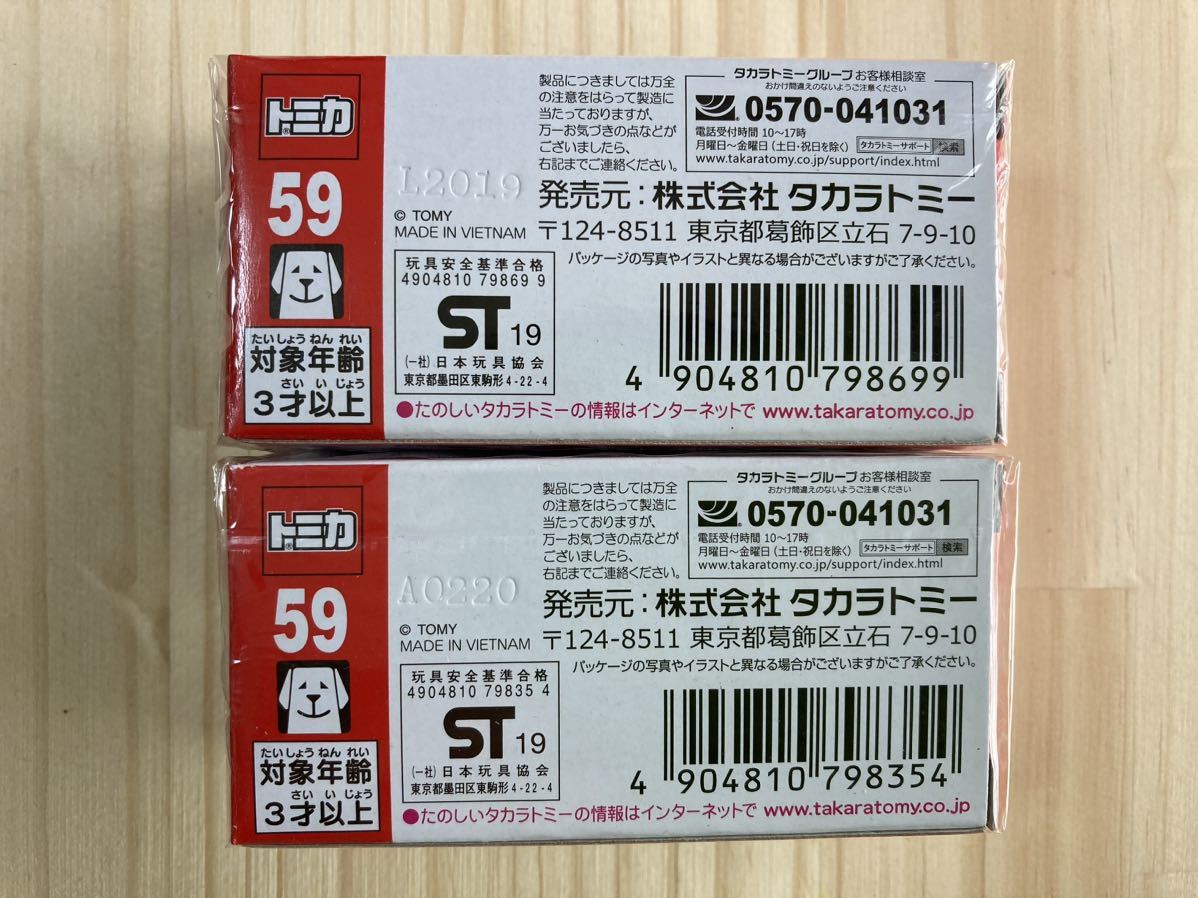 トミカ
®
59
たいしょうねんれい
対象年齢
さいいじょう
3才以上
製品につきましては万全
の注意をはらって製造に
当たっておりますが、
万一お気づきの点などが
ございましたら、
右記までご連絡ください。
タカラトミーグループ お客様相談室
おかけ間違えのないようご注意ください
0570-041031
電話受付時間 10〜17時
月曜日〜金曜日(土日・祝日を除く) タカラトミーサポート 検索
www.takaratomy.co.jp/support/index.html
L2019
© TOMY
MADE IN VIETNAM
発売元:株式会社 タカラトミー
〒124-8511 東京都葛飾区立石 7-9-10
パッケージの写真やイラストと異なる場合がございますがご了承ください。
玩具安全基準合格
4904810 79869 9
ST 19
(一社)日本玩具協会
東京都墨田区東駒形4-22-4
4 904810 798699
●たのしいタカラトミーの情報はインターネットで www.takaratomy.co.jp
トミカ
®
59
たいしょうねんれい
対象年齢
さいいじょう
3才以上
製品につきましては万全
の注意をはらって製造に
当たっておりますが、
万一お気づきの点などが
ございましたら、
右記までご連絡ください。
タカラトミーグループ お客様相談室
おかけ間違えのないようご注意ください
0570-041031
電話受付時間 10〜17時
月曜日〜金曜日(土日・祝日を除く) タカラトミーサポート 検索
www.takaratomy.co.jp/support/index.html
A0220
© TOMY
MADE IN VIETNAM
発売元:株式会社 タカラトミー
〒124-8511 東京都葛飾区立石 7-9-10
パッケージの写真やイラストと異なる場合がございますがご了承ください。
玩具安全基準合格
4904810 79835 4
ST 19
(一社)日本玩具協会
東京都墨田区東駒形4-22-4
4 904810 798354
●たのしいタカラトミーの情報はインターネットで www.takaratomy.co.jp